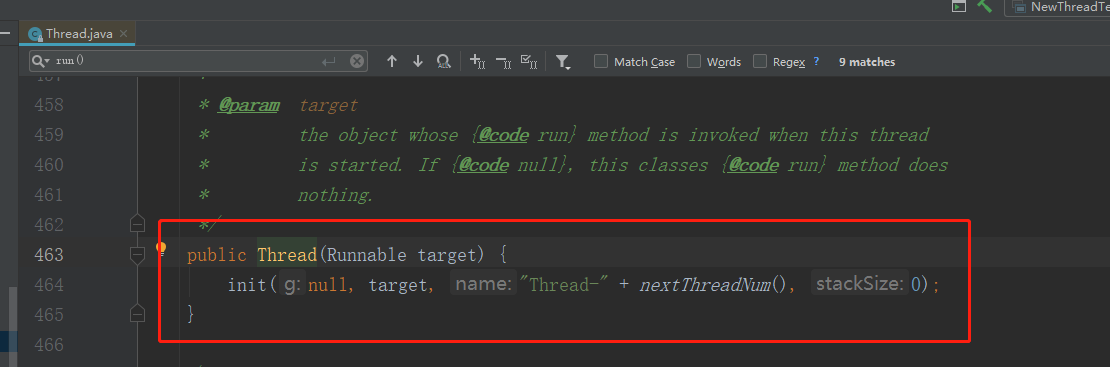 NewThreadTe
Thread.java
run()
Match Case
Words
Regex ?
9 matches
458 * @param target
459 * the object whose {@code run} method is invoked when this thread
460 * is started. If {@code null}, this classes {@code run} method does
461 * nothing.
462 */
463 public Thread(Runnable target) {
464 init( g: null, target, name: "Thread-" + nextThreadNum(), stackSize: 0);
465 }
466